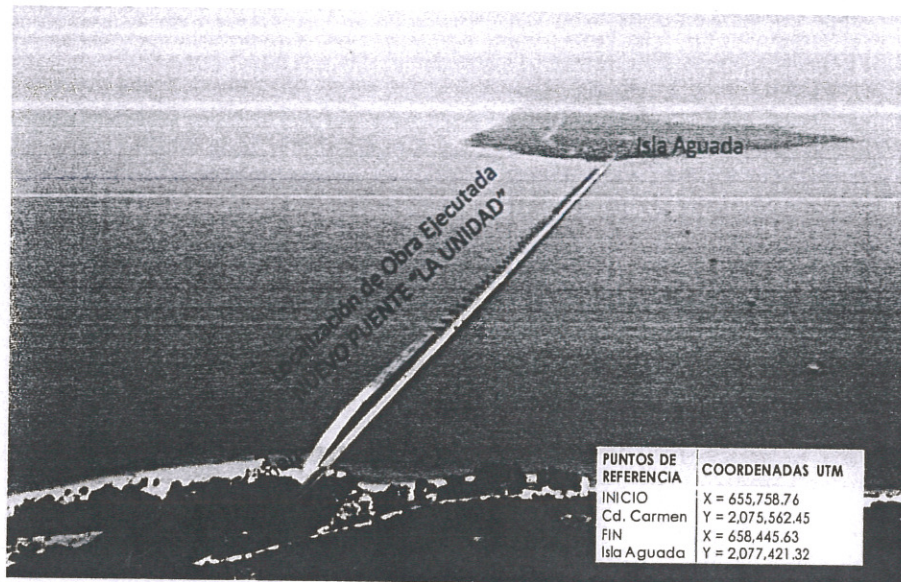 Isla Aguada
Localización de Obra Ejecutada
NUEVO PUENTE "LA UNIDAD"
PUNTOS DE REFERENCIA | COORDENADAS UTM
INICIO | X = 655,758.76
Cd. Carmen | Y = 2,075,562.45
FIN | X = 658,445.63
Isla Aguada | Y = 2,077,421.32